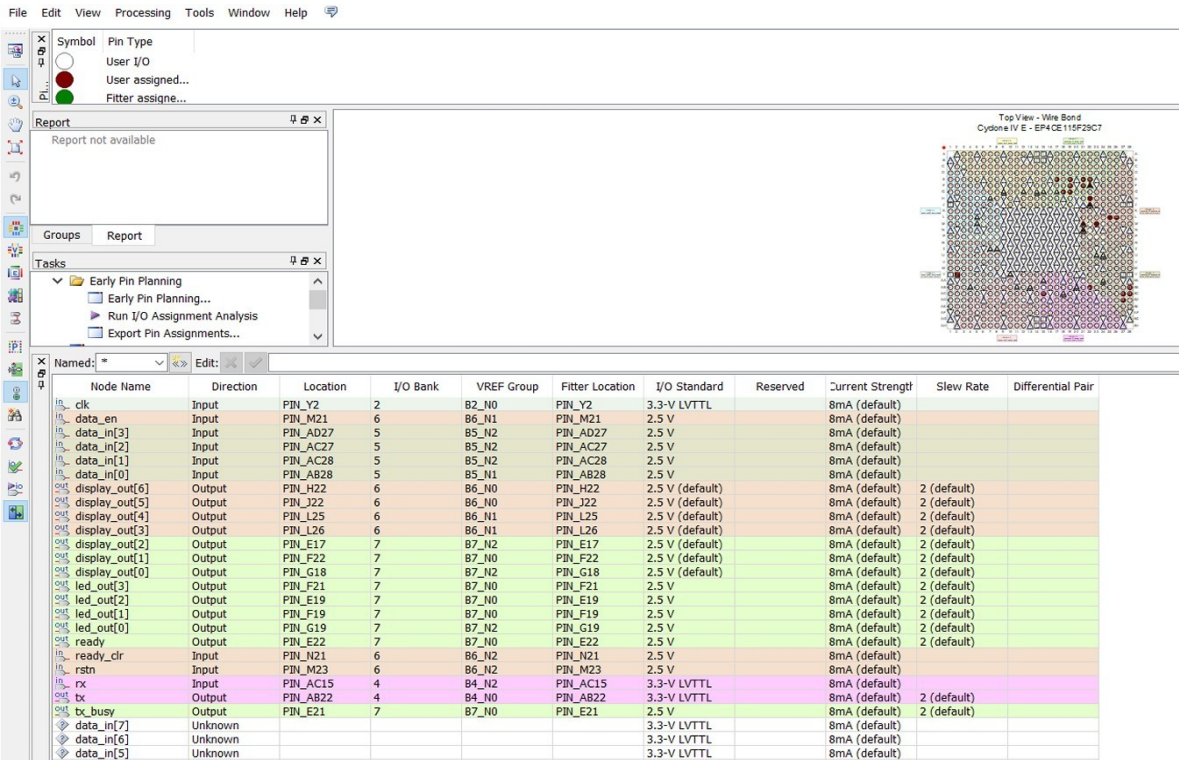 File Edit View Processing Tools Window Help
Symbol Pin Type
User I/O
User assigned...
Fitter assigne...
Report
Report not available
Groups Report
Tasks
Early Pin Planning
Early Pin Planning...
Run I/O Assignment Analysis
Export Pin Assignments...
Top View - Wire Bond
Cyclone IV E - EP4CE115F29C7
Named: * Edit:
Node Name Direction Location I/O Bank VREF Group Fitter Location I/O Standard Reserved Current Strength Slew Rate Differential Pair
clk Input PIN_Y2 2 B2_N0 PIN_Y2 3.3-V LVTTL 8mA (default)
data_en Input PIN_M21 6 B6_N1 PIN_M21 2.5 V 8mA (default)
data_in[3] Input PIN_AD27 5 B5_N2 PIN_AD27 2.5 V 8mA (default)
data_in[2] Input PIN_AC27 5 B5_N2 PIN_AC27 2.5 V 8mA (default)
data_in[1] Input PIN_AC28 5 B5_N2 PIN_AC28 2.5 V 8mA (default)
data_in[0] Input PIN_AB28 5 B5_N1 PIN_AB28 2.5 V 8mA (default)
display_out[6] Output PIN_H22 6 B6_N0 PIN_H22 2.5 V (default) 8mA (default) 2 (default)
display_out[5] Output PIN_J22 6 B6_N0 PIN_J22 2.5 V (default) 8mA (default) 2 (default)
display_out[4] Output PIN_L25 6 B6_N1 PIN_L25 2.5 V (default) 8mA (default) 2 (default)
display_out[3] Output PIN_L26 6 B6_N1 PIN_L26 2.5 V (default) 8mA (default) 2 (default)
display_out[2] Output PIN_E17 7 B7_N2 PIN_E17 2.5 V (default) 8mA (default) 2 (default)
display_out[1] Output PIN_F22 7 B7_N0 PIN_F22 2.5 V (default) 8mA (default) 2 (default)
display_out[0] Output PIN_G18 7 B7_N2 PIN_G18 2.5 V (default) 8mA (default) 2 (default)
led_out[3] Output PIN_F21 7 B7_N0 PIN_F21 2.5 V 8mA (default) 2 (default)
led_out[2] Output PIN_E19 7 B7_N0 PIN_E19 2.5 V 8mA (default) 2 (default)
led_out[1] Output PIN_F19 7 B7_N0 PIN_F19 2.5 V 8mA (default) 2 (default)
led_out[0] Output PIN_G19 7 B7_N2 PIN_G19 2.5 V 8mA (default) 2 (default)
ready Output PIN_E22 7 B7_N0 PIN_E22 2.5 V 8mA (default) 2 (default)
ready_clr Input PIN_N21 6 B6_N2 PIN_N21 2.5 V 8mA (default)
rstn Input PIN_M23 6 B6_N2 PIN_M23 2.5 V 8mA (default)
rx Input PIN_AC15 4 B4_N2 PIN_AC15 3.3-V LVTTL 8mA (default)
tx Output PIN_AB22 4 B4_N0 PIN_AB22 3.3-V LVTTL 8mA (default) 2 (default)
tx_busy Output PIN_E21 7 B7_N0 PIN_E21 2.5 V 8mA (default) 2 (default)
data_in[7] Unknown 3.3-V LVTTL 8mA (default)
data_in[6] Unknown 3.3-V LVTTL 8mA (default)
data_in[5] Unknown 3.3-V LVTTL 8mA (default)